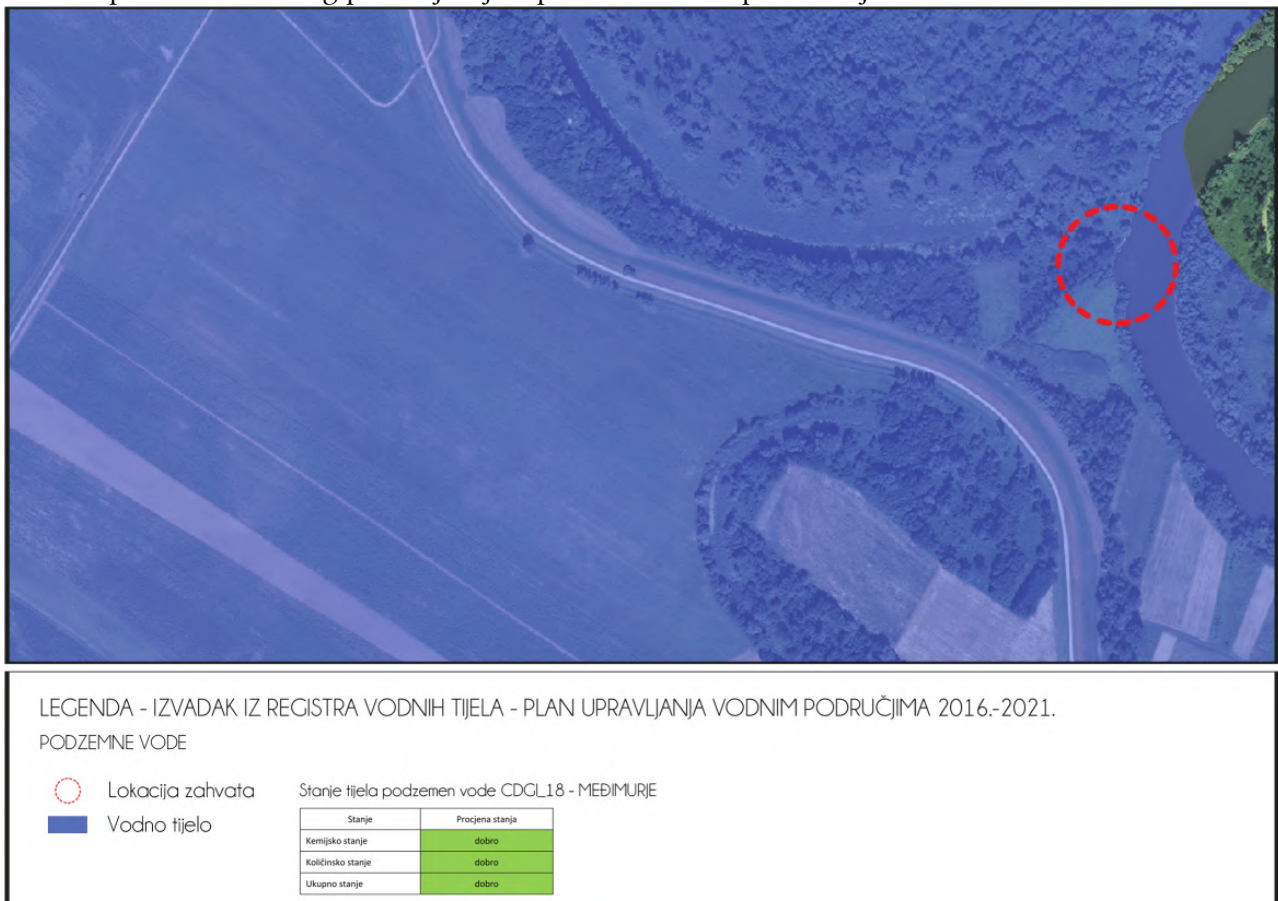 LEGENDA - IZVADAK IZ REGISTRA VODNIH TIJELA - PLAN UPRAVLJANJA VODNIM PODRUČJIMA 2016.-2021.
PODZEMNE VODE
Lokacija zahvata
Vodno tijelo
Stanje tijela podzemen vode CDGI_18 - MEĐIMURJE
Stanje Procjena stanja
Kemijsko stanje dobro
Količinsko stanje dobro
Ukupno stanje dobro